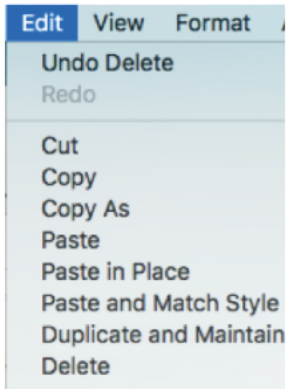 Edit View Format
Undo Delete
Redo
Cut
Copy
Copy As
Paste
Paste in Place
Paste and Match Style
Duplicate and Maintain
Delete